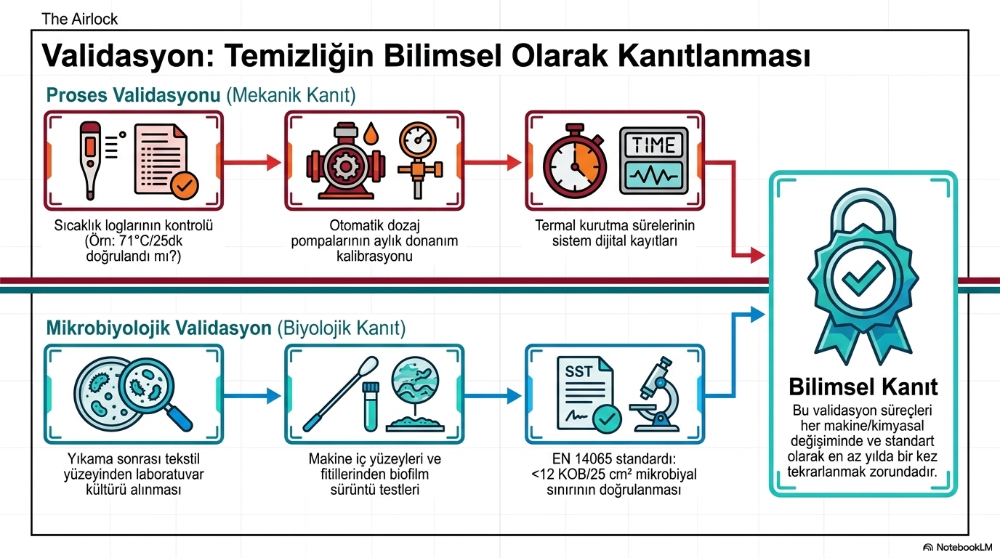 The Airlock
Validasyon: Temizliğin Bilimsel Olarak Kanıtlanması
Proses Validasyonu (Mekanik Kanıt)
Sıcaklık loglarının kontrolü
(Örn: 71°C/25dk
doğrulandı mı?)
Otomatik dozaj
pompalarının aylık donanım
kalibrasyonu
TIME
Termal kurutma sürelerinin
sistem dijital kayıtları
Mikrobiyolojik Validasyon (Biyolojik Kanıt)
Yıkama sonrası tekstil
yüzeyinden laboratuvar
kültürü alınması
Makine iç yüzeyleri ve
fitillerinden biofilm
sürüntü testleri
SST
EN 14065 standardı:
<12 KOB/25 cm² mikrobiyal
sınırının doğrulanması
Bilimsel Kanıt
Bu validasyon süreçleri
her makine/kimyasal
değişiminde ve standart
olarak en az yılda bir kez
tekrarlanmak zorundadır.
NotebookLM